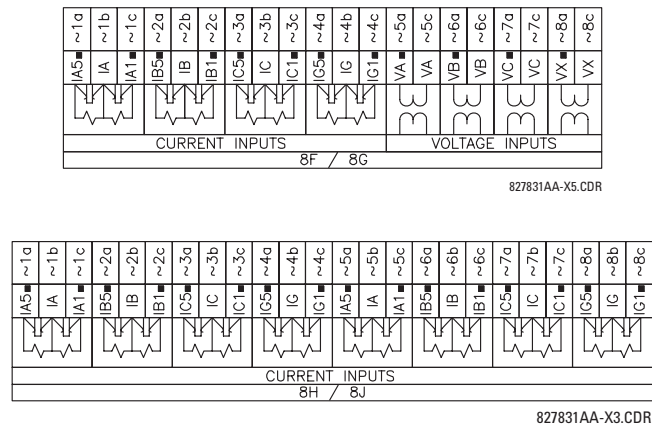 ~1a ~1b ~1c ~2a ~2b ~2c ~3a ~3b ~3c ~4a ~4b ~4c ~5a ~5c ~6a ~6c ~7a ~7c ~8a ~8c
IA5 IA IA1 IB5 IB IB1 IC5 IC IC1 IG5 IG IG1 VA VA VB VB VC VC VX VX
CURRENT INPUTS VOLTAGE INPUTS
8F / 8G
827831AA-X5.CDR
~1a ~1b ~1c ~2a ~2b ~2c ~3a ~3b ~3c ~4a ~4b ~4c ~5a ~5b ~5c ~6a ~6b ~6c ~7a ~7b ~7c ~8a ~8b ~8c
IA5 IA IA1 IB5 IB IB1 IC5 IC IC1 IG5 IG IG1 IA5 IA IA1 IB5 IB IB1 IC5 IC IC1 IG5 IG IG1
CURRENT INPUTS
8H / 8J
827831AA-X3.CDR